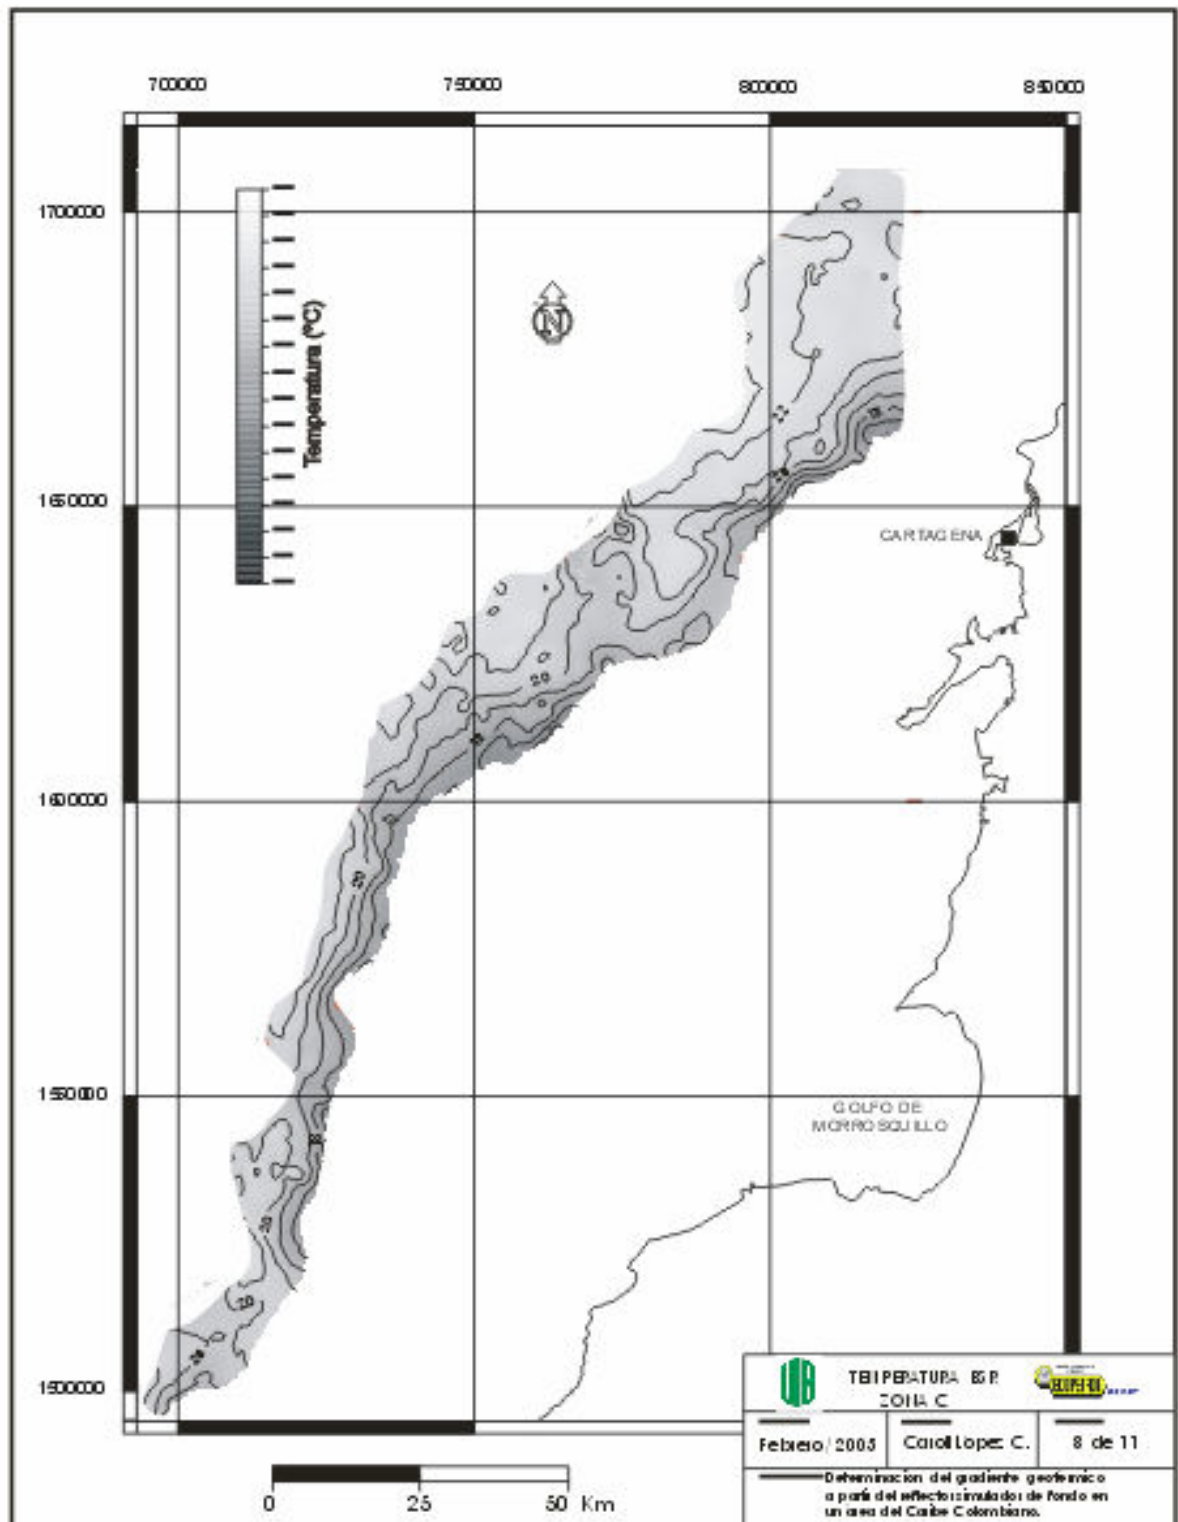 700000 750000 800000 850000
1700000
1650000
1600000
1550000
1500000
Temperatura (ºC)
N
CARTAGENA
GOLFO DE
MORROSQUILLO
20
20
20
20
0 25 50 Km
TEMPERATURA BSR
ZONA C
Febrero/2005
Caroll Lopez C.
8 de 11
Determinacion del gradiente geotermico
a partir del reflector simulados de fondo en
un area del Caribe Colombiano.